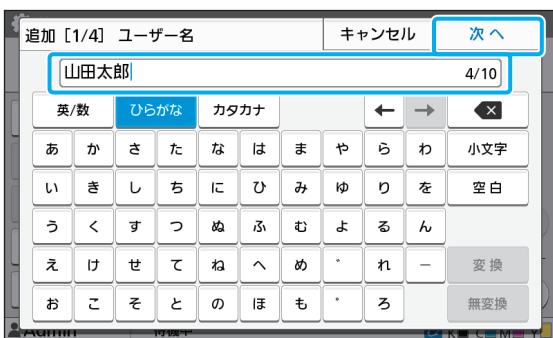 追加 [1/4] ユーザー名 キャンセル 次 へ
山田太郎 4/10
英/数 ひらがな カタカナ ← →
あ か さ た な は ま や ら わ 小文字
い き し ち に ひ み ゆ り を 空 白
う く す つ ぬ ふ む よ る ん
え け せ て ね へ め ゛ れ ー 変 換
お こ そ と の ほ も ゜ ろ 無変換
Admin 待機中 K C M Y